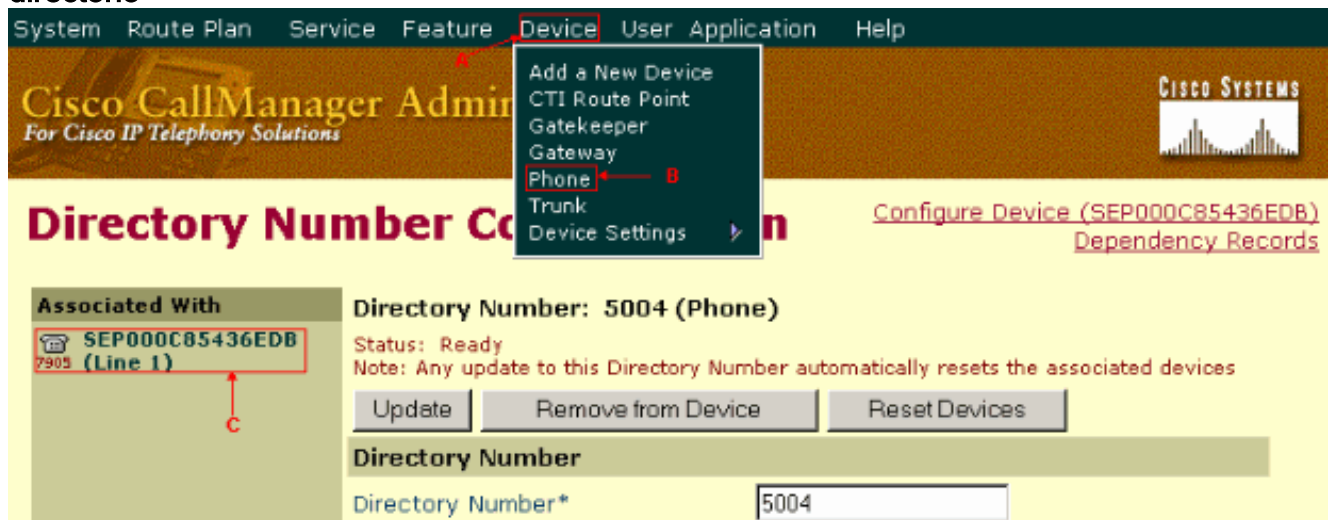 System Route Plan Service Feature Device User Application Help
A
Add a New Device
CTI Route Point
Gatekeeper
Gateway
Phone B
Trunk
Device Settings
Cisco CallManager Admin
For Cisco IP Telephony Solutions
CISCO SYSTEMS
Directory Number Co n
Configure Device (SEP000C85436EDB)
Dependency Records
Associated With
SEP000C85436EDB
7905 (Line 1)
C
Directory Number: 5004 (Phone)
Status: Ready
Note: Any update to this Directory Number automatically resets the associated devices
Update Remove from Device Reset Devices
Directory Number
Directory Number* 5004